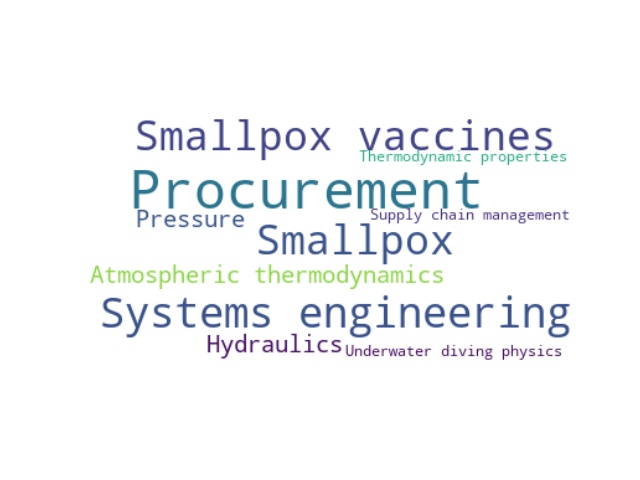 Smallpox vaccines
Thermodynamic properties
Procurement
Pressure
Supply chain management
Smallpox
Atmospheric thermodynamics
Systems engineering
Hydraulics
Underwater diving physics